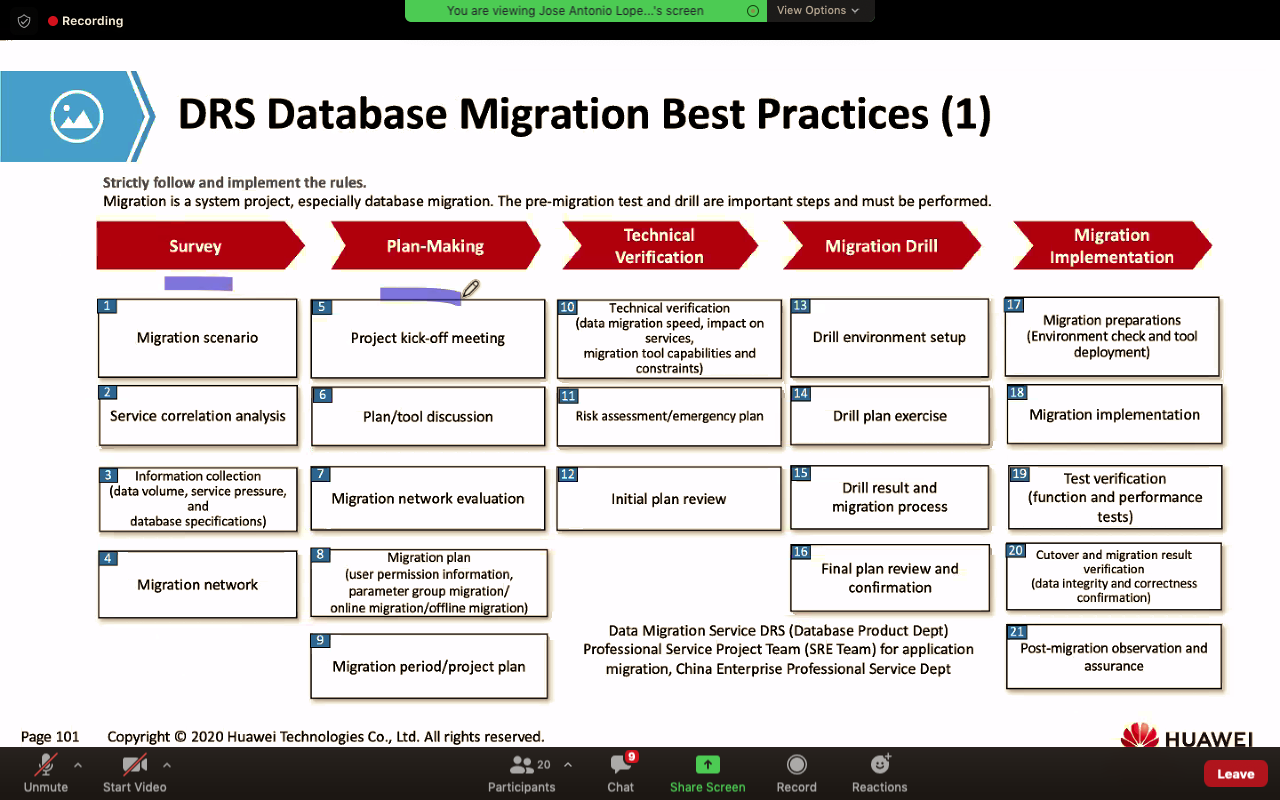 Recording
You are viewing Jose Antonio Lope...'s screen
View Options
DRS Database Migration Best Practices (1)
Strictly follow and implement the rules.
Migration is a system project, especially database migration. The pre-migration test and drill are important steps and must be performed.
Survey
1
Migration scenario
2
Service correlation analysis
3
Information collection
(data volume, service pressure,
and
database specifications)
4
Migration network
Plan-Making
5
Project kick-off meeting
6
Plan/tool discussion
7
Migration network evaluation
8
Migration plan
(user permission information,
parameter group migration/
online migration/offline migration)
9
Migration period/project plan
Technical
Verification
10
Technical verification
(data migration speed, impact on
services,
migration tool capabilities and
constraints)
11
Risk assessment/emergency plan
12
Initial plan review
Migration Drill
13
Drill environment setup
14
Drill plan exercise
15
Drill result and
migration process
16
Final plan review and
confirmation
Migration
Implementation
17
Migration preparations
(Environment check and tool
deployment)
18
Migration implementation
19
Test verification
(function and performance
tests)
20
Cutover and migration result
verification
(data integrity and correctness
confirmation)
21
Post-migration observation and
assurance
Data Migration Service DRS (Database Product Dept)
Professional Service Project Team (SRE Team) for application
migration, China Enterprise Professional Service Dept
Page 101
Copyright © 2020 Huawei Technologies Co., Ltd. All rights reserved.
HUAWEI
Unmute
Start Video
20
Participants
9
Chat
Share Screen
Record
Reactions
Leave